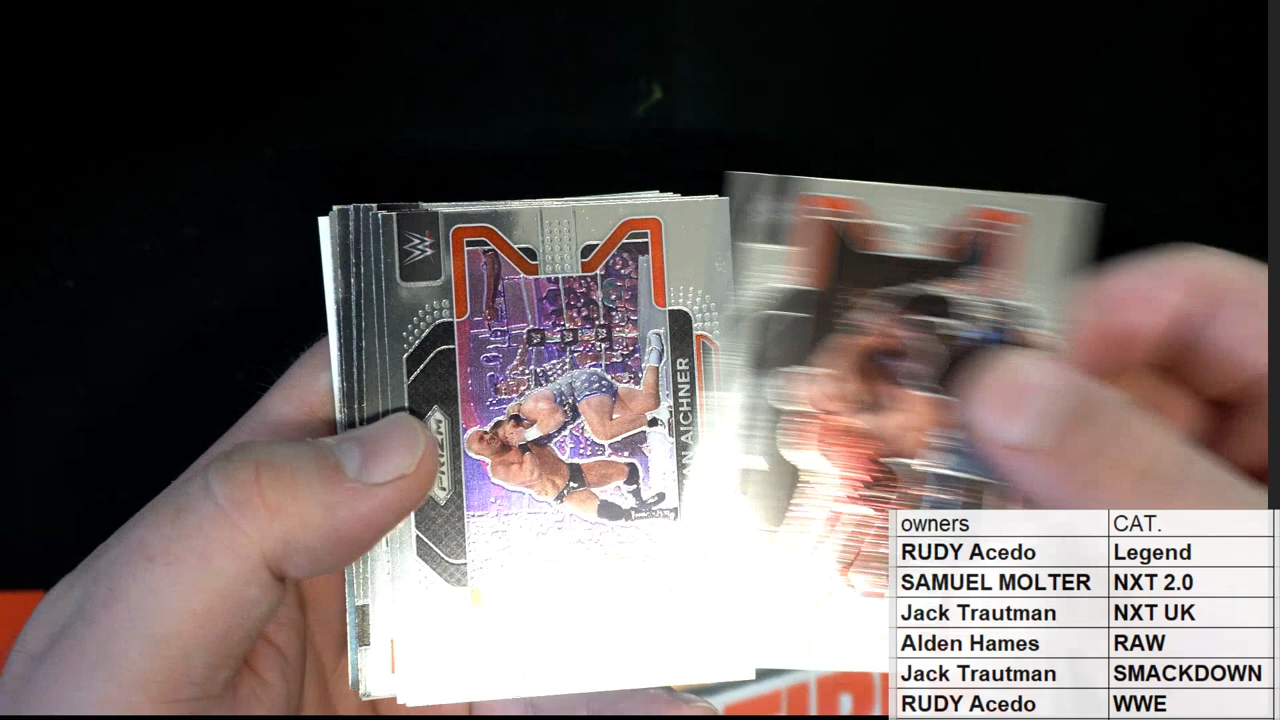 W
PRIZM
AN AICHNER
owners CAT.
RUDY Acedo Legend
SAMUEL MOLTER NXT 2.0
Jack Trautman NXT UK
Alden Hames RAW
Jack Trautman SMACKDOWN
RUDY Acedo WWE